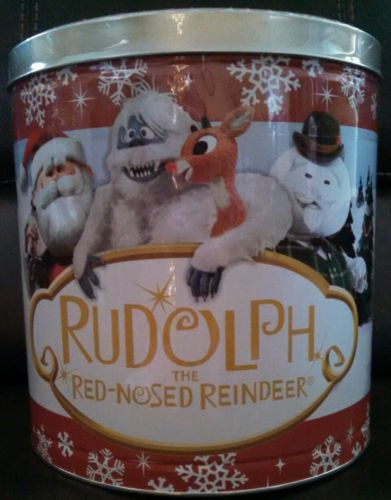 RUDOLPH
THE
RED-NOSED REINDEER®